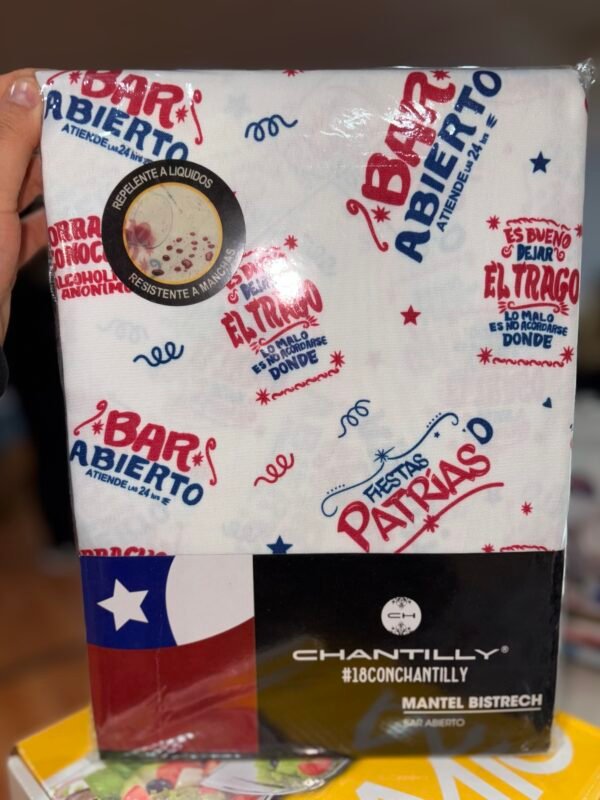 BAR
ABIERTO
ATIENDE LAS 24 hrs
BAR
ABIERTO
ATIENDE LAS 24 hrs
REPELENTE A LIQUIDOS
RESISTENTE A MANCHAS
ES BUENO
DEJAR
EL TRAGO
LO MALO
ES NO ACORDARSE
DONDE
DEJAR
EL TRAGO
LO MALO
ES NO ACORDARSE
DONDE
BAR
ABIERTO
ATIENDE LAS 24 hrs
FIESTAS
PATRIAS'O
CH
CHANTILLY®
#18CONCHANTILLY
MANTEL BISTRECH
BAR ABIERTO